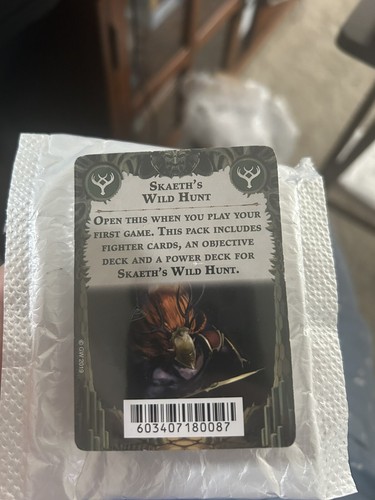 SKAETH'S
WILD HUNT
OPEN THIS WHEN YOU PLAY YOUR
FIRST GAME. THIS PACK INCLUDES
FIGHTER CARDS, AN OBJECTIVE
DECK AND A POWER DECK FOR
SKAETH'S WILD HUNT.
© GW 2019
603407180087